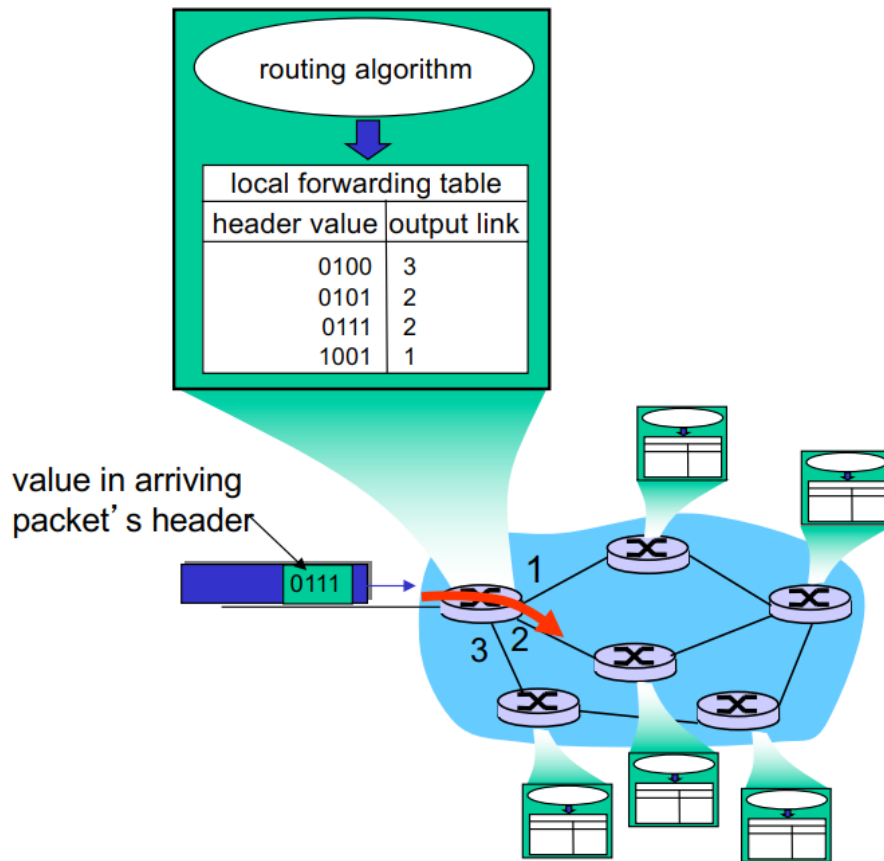 routing algorithm
local forwarding table
header value output link
0100 3
0101 2
0111 2
1001 1
value in arriving
packet’s header
0111
1
2
3